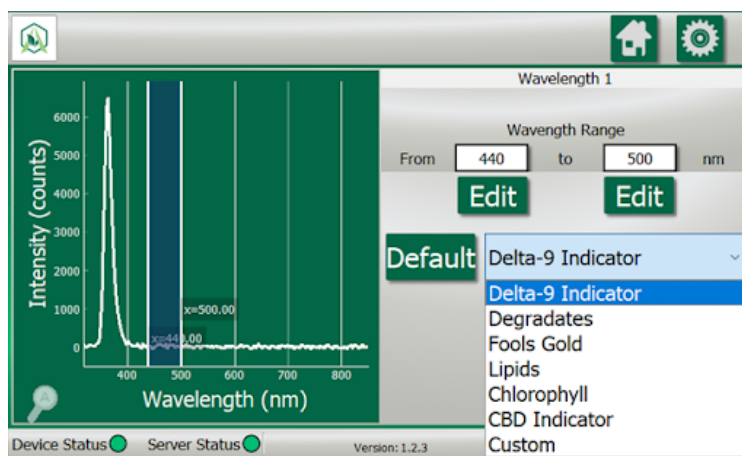 Wavelength 1
Wavength Range
From 440 to 500 nm
Edit Edit
Default Delta-9 Indicator
Delta-9 Indicator
Degradates
Fools Gold
Lipids
Chlorophyll
CBD Indicator
Custom
Intensity (counts)
6000
5000
4000
3000
2000
1000
0
x=500.00
x=440.00
400 500 600 700 800
Wavelength (nm)
A
Device Status Server Status Version: 1.2.3